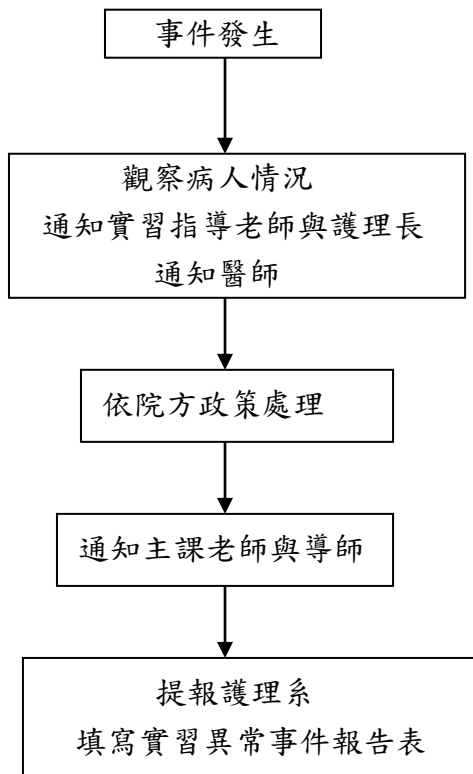 事件發生
觀察病人情況
通知實習指導老師與護理長
通知醫師
依院方政策處理
通知主課老師與導師
提報護理系
填寫實習異常事件報告表